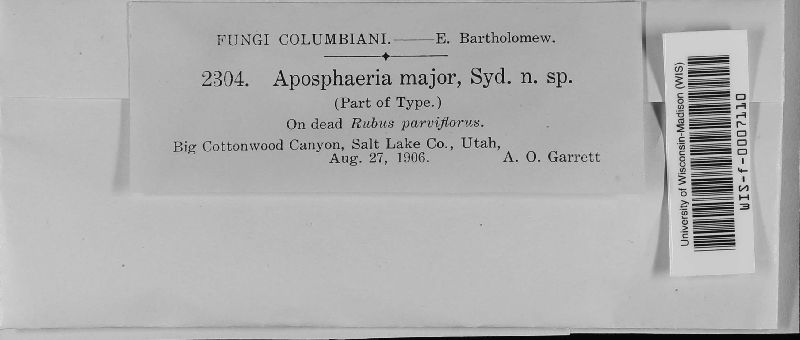 FUNGI COLUMBIANI.——E. Bartholomew.
2304. Aposphaeria major, Syd. n. sp.
(Part of Type.)
On dead Rubus parviflorus.
Big Cottonwood Canyon, Salt Lake Co., Utah,
Aug. 27, 1906. A. O. Garrett
University of Wisconsin-Madison (WIS)
WIS-f-0007110